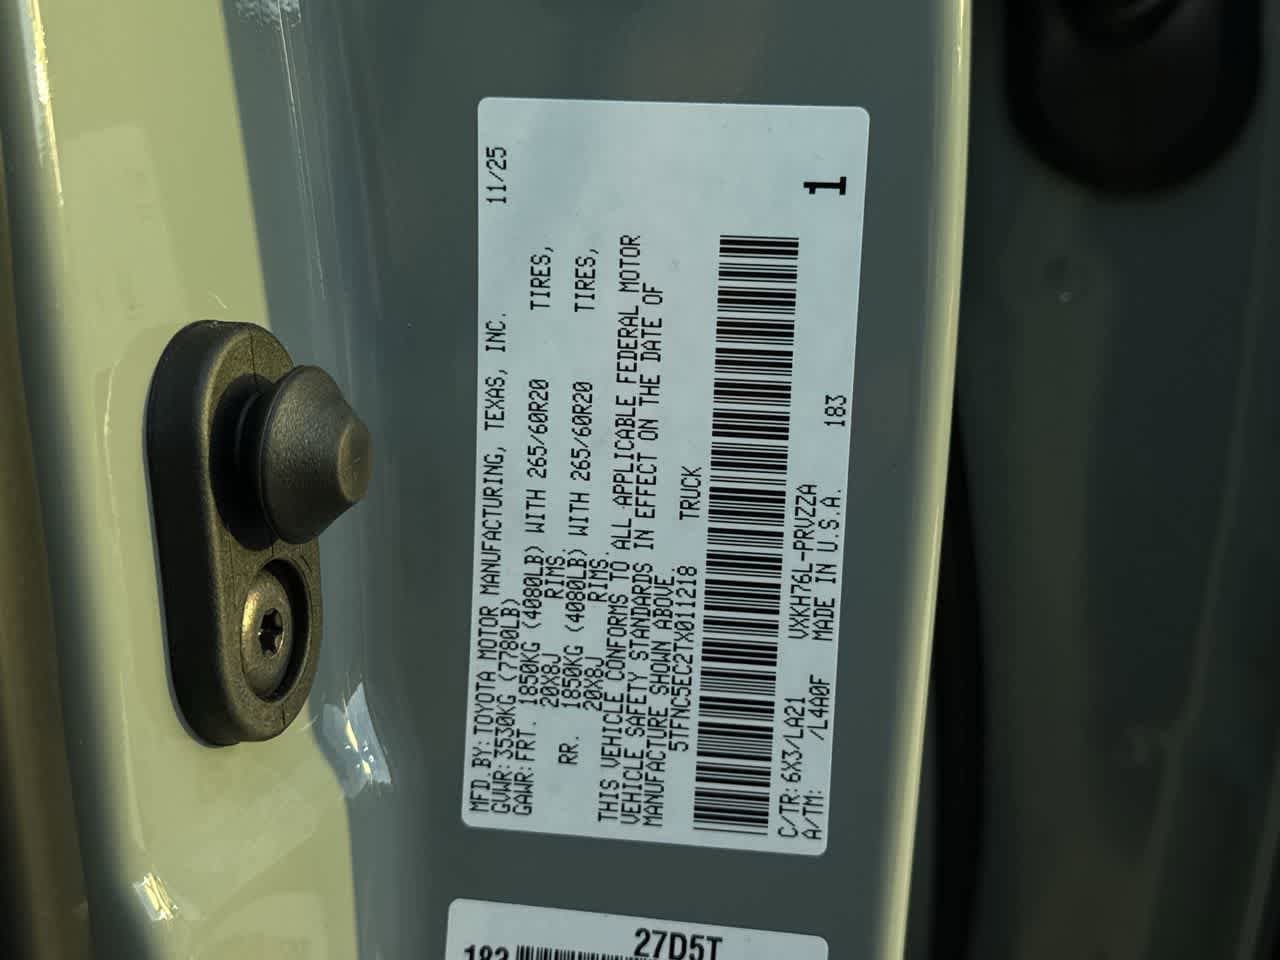 MFD.BY:TOYOTA MOTOR MANUFACTURING, TEXAS, INC. 11/25
GVWR:3530KG (7780LB)
GAWR:FRT. 1850KG (4080LB) WITH 265/60R20 TIRES,
20X8J RIMS,
RR. 1850KG (4080LB) WITH 265/60R20 TIRES,
20X8J RIMS.
THIS VEHICLE CONFORMS TO ALL APPLICABLE FEDERAL MOTOR
VEHICLE SAFETY STANDARDS IN EFFECT ON THE DATE OF
MANUFACTURE SHOWN ABOVE.
5TFNC5EC2TX011218 TRUCK
C/TR:6X3/LA21 VXKH76L-PRVZZA 183 1
A/TM: /L4A0F MADE IN U.S.A.
27D5T
183